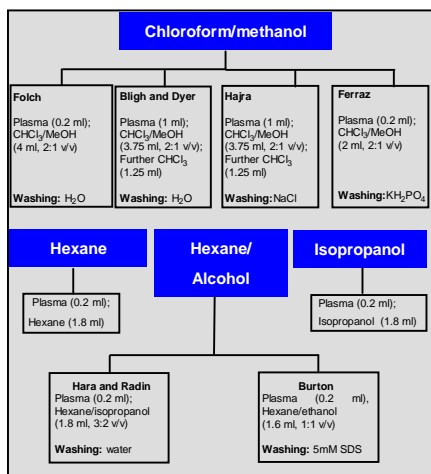 Chloroform/methanol
Folch
Plasma (0.2 ml);
CHCl₃/MeOH
(4 ml, 2:1 v/v)
Washing: H₂O
Bligh and Dyer
Plasma (1 ml);
CHCl₃/MeOH
(3.75 ml, 2:1 v/v);
Further CHCl₃
(1.25 ml)
Washing: H₂O
Hajra
Plasma (1 ml);
CHCl₃/MeOH
(3.75 ml, 2:1 v/v);
Further CHCl₃
(1.25 ml)
Washing:NaCl
Ferraz
Plasma (0.2 ml);
CHCl₃/MeOH
(2 ml, 2:1 v/v)
Washing:KH₂PO₄
Hexane
Plasma (0.2 ml);
Hexane (1.8 ml)
Hexane/
Alcohol
Isopropanol
Plasma (0.2 ml);
Isopropanol (1.8 ml)
Hara and Radin
Plasma (0.2 ml);
Hexane/isopropanol
(1.8 ml, 3:2 v/v)
Washing: water
Burton
Plasma (0.2 ml),
Hexane/ethanol
(1.6 ml, 1:1 v/v)
Washing: 5mM SDS